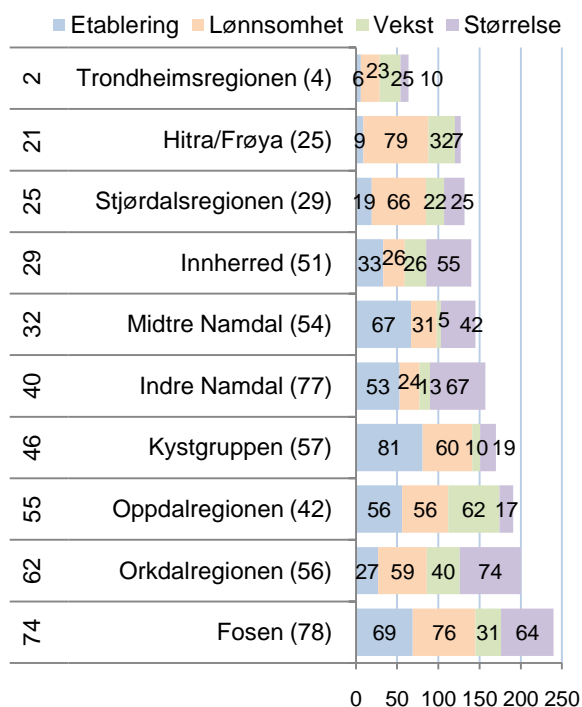 Etablering Lønnsomhet Vekst Størrelse
2 Trondheimsregionen (4) 6 23 25 10
21 Hitra/Frøya (25) 9 79 32 7
25 Stjørdalsregionen (29) 19 66 22 25
29 Innherred (51) 33 26 26 55
32 Midtre Namdal (54) 67 31 5 42
40 Indre Namdal (77) 53 24 13 67
46 Kystgruppen (57) 81 60 10 19
55 Oppdalregionen (42) 56 56 62 17
62 Orkdalregionen (56) 27 59 40 74
74 Fosen (78) 69 76 31 64
0 50 100 150 200 250